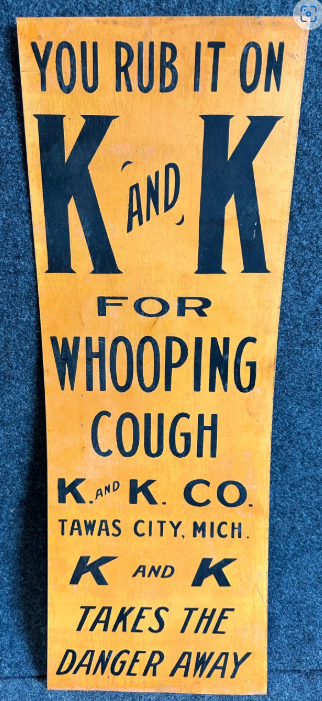 YOU RUB IT ON
K AND K
FOR
WHOOPING
COUGH
K. AND K. CO.
TAWAS CITY, MICH.
K AND K
TAKES THE
DANGER AWAY